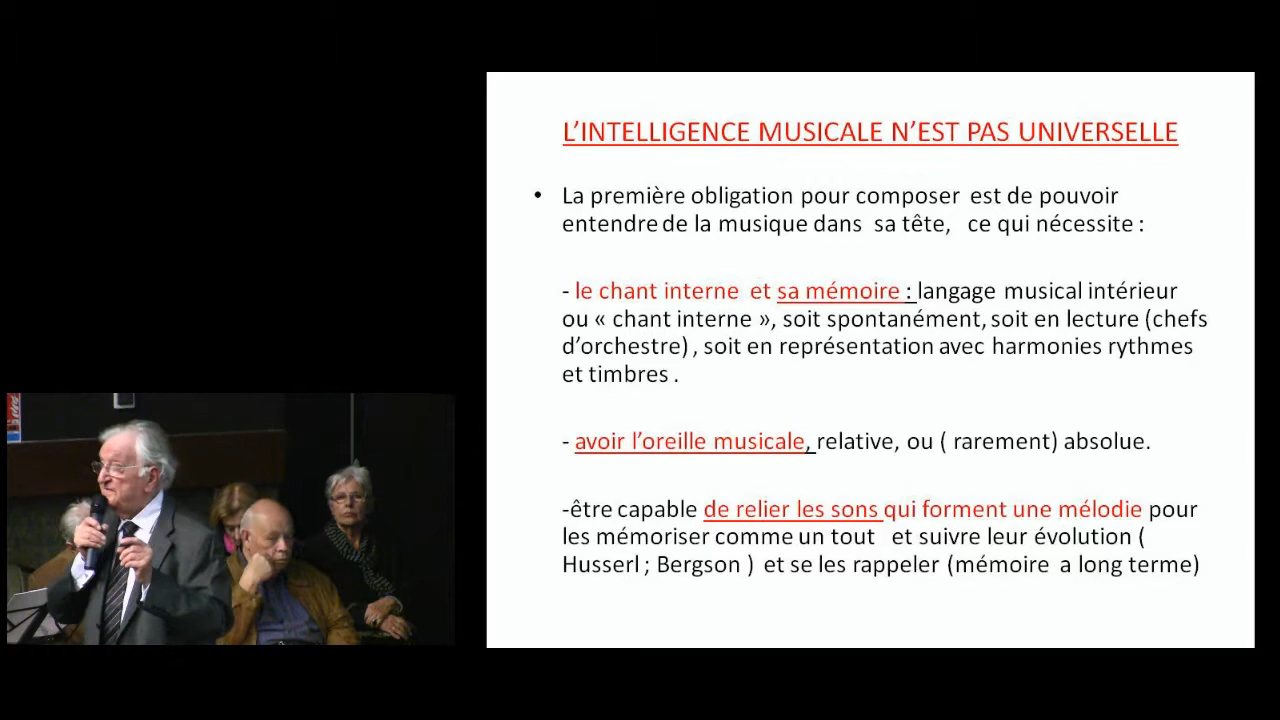 L’INTELLIGENCE MUSICALE N’EST PAS UNIVERSELLE
• La première obligation pour composer est de pouvoir
entendre de la musique dans sa tête, ce qui nécessite :
- le chant interne et sa mémoire : langage musical intérieur
ou « chant interne », soit spontanément, soit en lecture (chefs
d’orchestre) , soit en représentation avec harmonies rythmes
et timbres .
- avoir l’oreille musicale, relative, ou ( rarement) absolue.
-être capable de relier les sons qui forment une mélodie pour
les mémoriser comme un tout et suivre leur évolution (
Husserl ; Bergson ) et se les rappeler (mémoire a long terme)